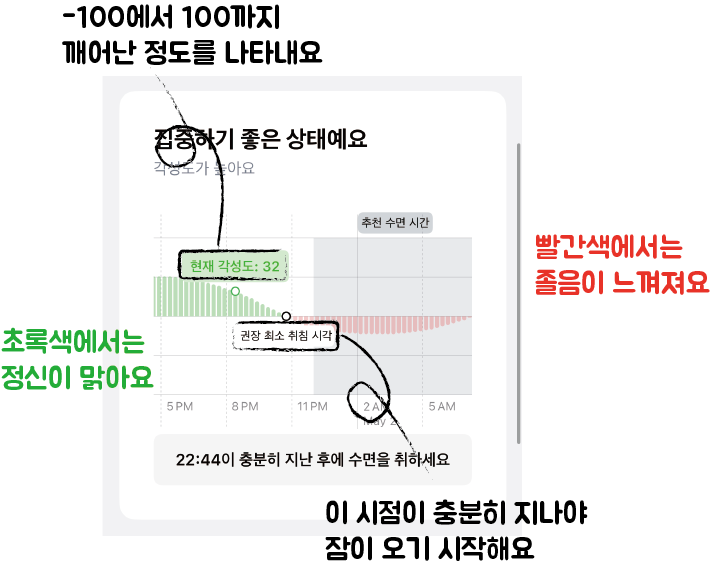 -100에서 100까지
깨어난 정도를 나타내요
집중하기 좋은 상태예요
각성도가 높아요
추천 수면 시간
빨간색에서는
졸음이 느껴져요
현재 각성도: 32
초록색에서는
정신이 맑아요
권장 최소 취침 시각
5 PM 8 PM 11 PM 2 AM 5 AM
May 2
22:44이 충분히 지난 후에 수면을 취하세요
이 시점이 충분히 지나야
잠이 오기 시작해요